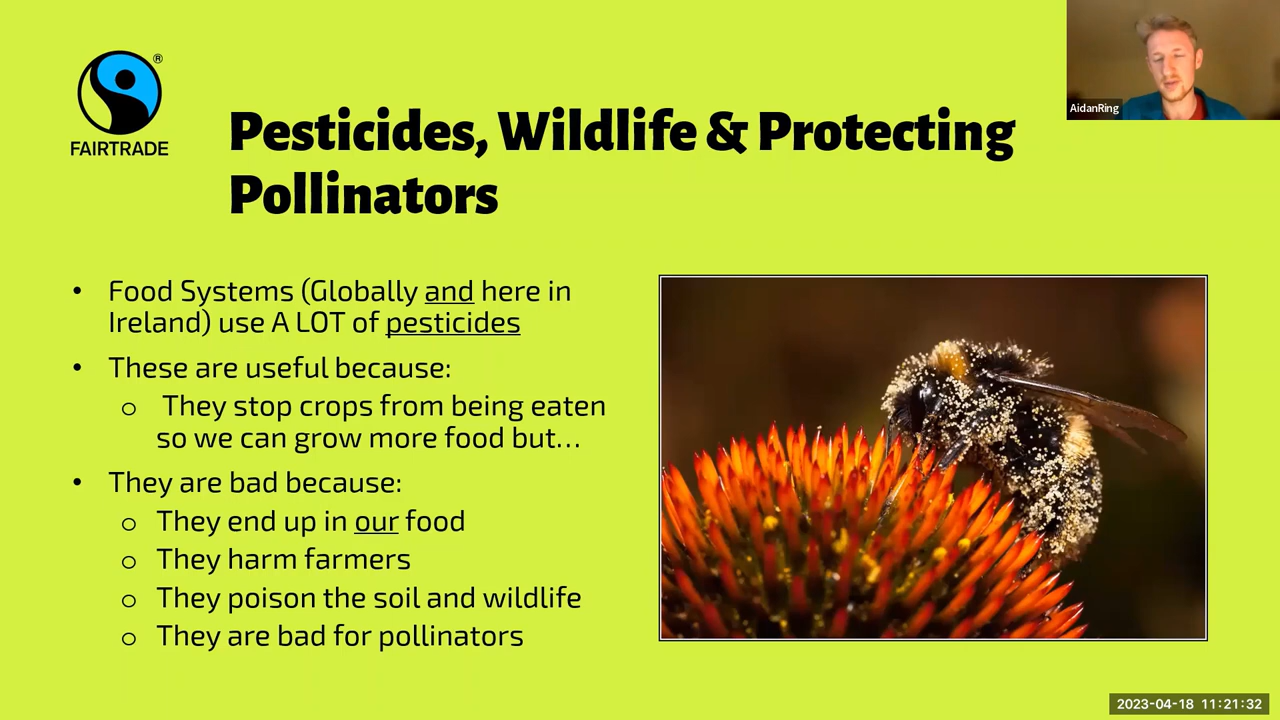 AidanRing
®
FAIRTRADE
Pesticides, Wildlife & Protecting
Pollinators
• Food Systems (Globally and here in
Ireland) use A LOT of pesticides
• These are useful because:
o They stop crops from being eaten
so we can grow more food but…
• They are bad because:
o They end up in our food
o They harm farmers
o They poison the soil and wildlife
o They are bad for pollinators
2023-04-18 11:21:32